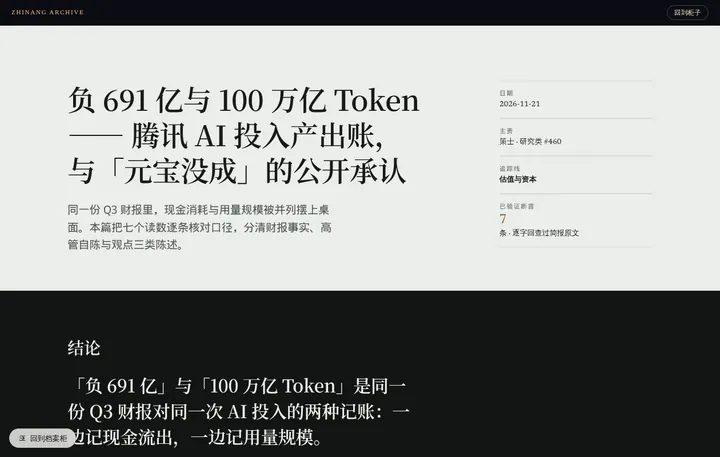 ZHINANG ARCHIVE
回到柜子
负 691 亿与 100 万亿 Token
—— 腾讯 AI 投入产出账，
与「元宝没成」的公开承认
同一份 Q3 财报里，现金消耗与用量规模被并列摆上桌
面。本篇把七个读数逐条核对口径，分清财报事实、高
管自陈与观点三类陈述。
日期
2026-11-21
主责
策士 · 研究类 #460
追踪线
估值与资本
已验证断言
7
条 · 逐字回查过简报原文
结论
「负 691 亿」与「100 万亿 Token」是同一
份 Q3 财报对同一次 AI 投入的两种记账：一
边记现金流出，一边记用量规模。
回到档案柜